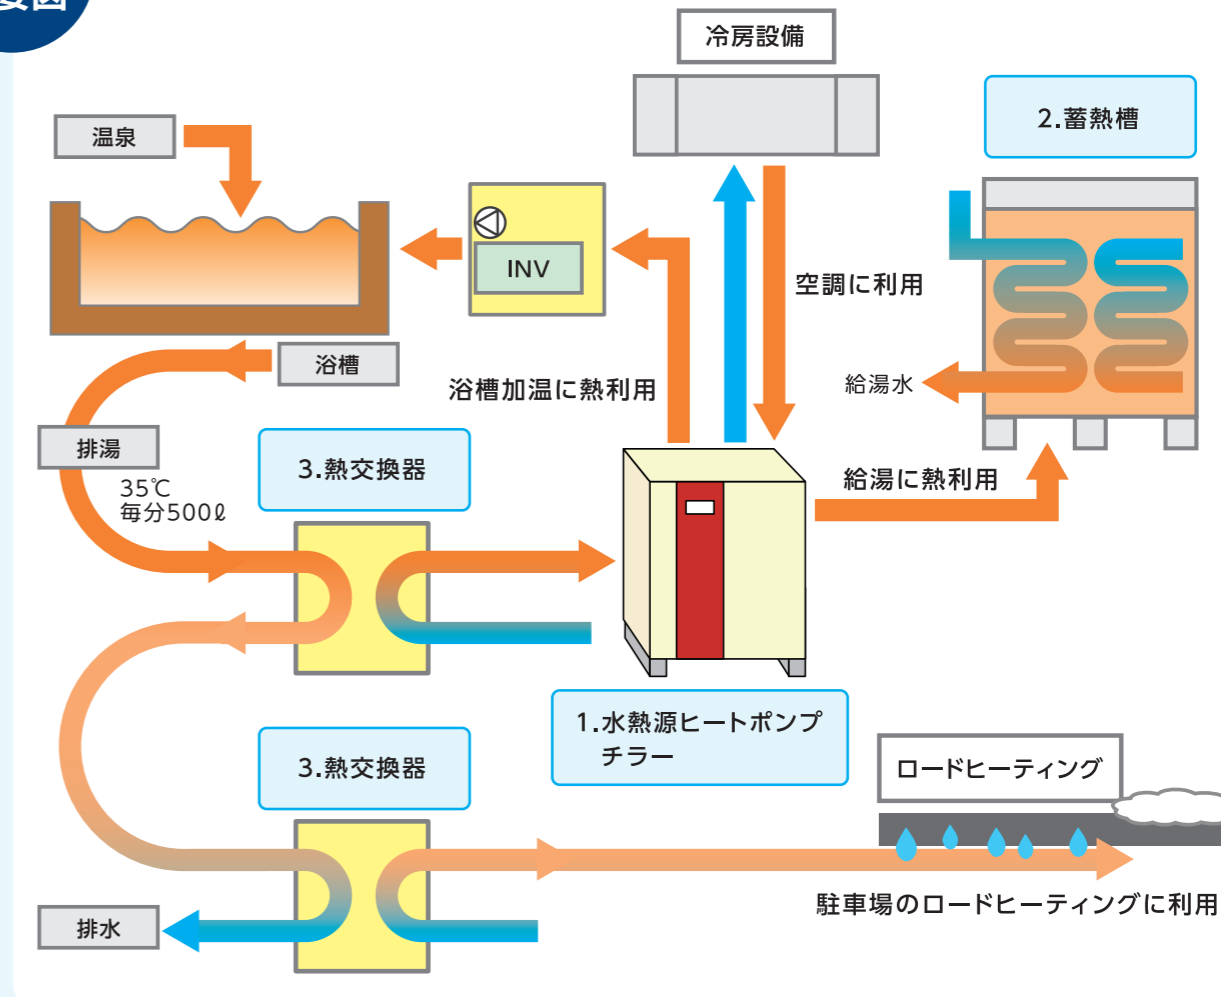 要図
冷房設備
2.蓄熱槽
温泉
INV
空調に利用
浴槽
給湯水
浴槽加温に熱利用
排湯
35℃
毎分500ℓ
3.熱交換器
給湯に熱利用
1.水熱源ヒートポンプ
チラー
3.熱交換器
ロードヒーティング
駐車場のロードヒーティングに利用
排水